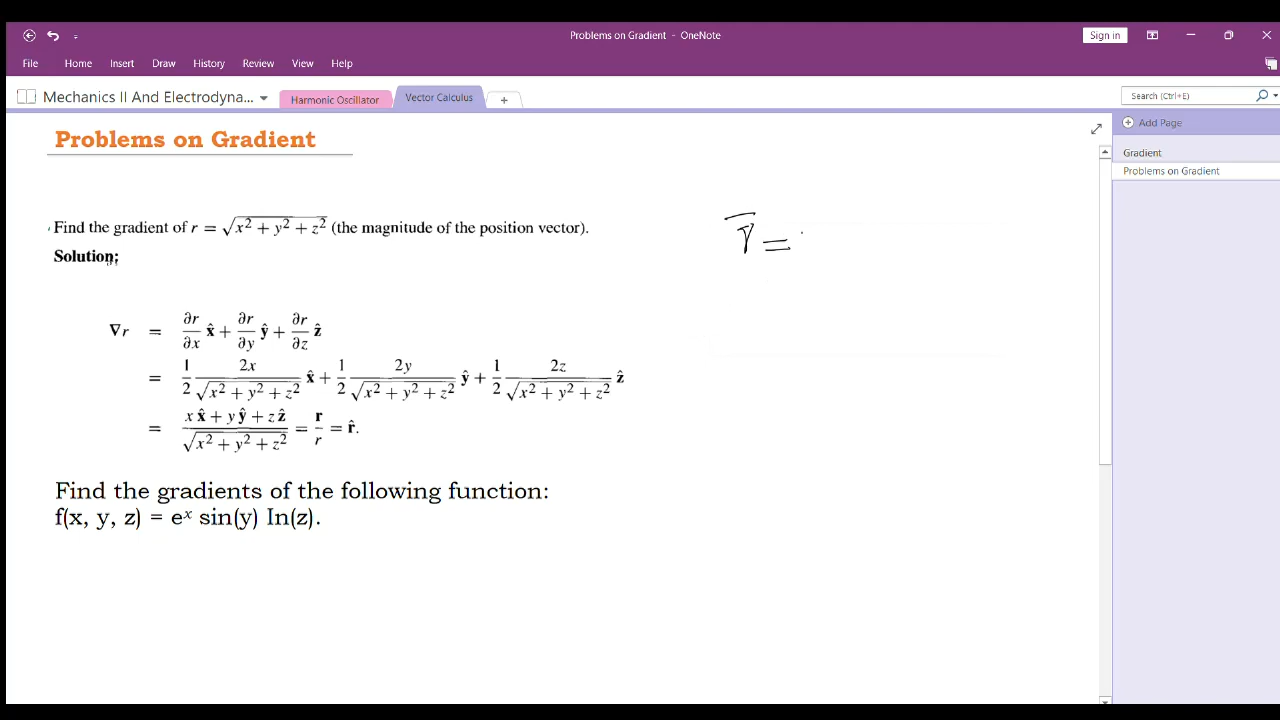 Problems on Gradient - OneNote
Sign in
File Home Insert Draw History Review View Help
Mechanics II And Electrodyna... Harmonic Oscillator Vector Calculus +
Search (Ctrl+E)
Add Page
Gradient
Problems on Gradient
Problems on Gradient
Find the gradient of r = √(x² + y² + z²) (the magnitude of the position vector).
Solution;
r̅ =
∇r = ∂r/∂x x̂ + ∂r/∂y ŷ + ∂r/∂z ẑ
= 1/2 2x/√(x² + y² + z²) x̂ + 1/2 2y/√(x² + y² + z²) ŷ + 1/2 2z/√(x² + y² + z²) ẑ
= (x x̂ + y ŷ + z ẑ)/√(x² + y² + z²) = r/r = r̂.
Find the gradients of the following function:
f(x, y, z) = eˣ sin(y) In(z).